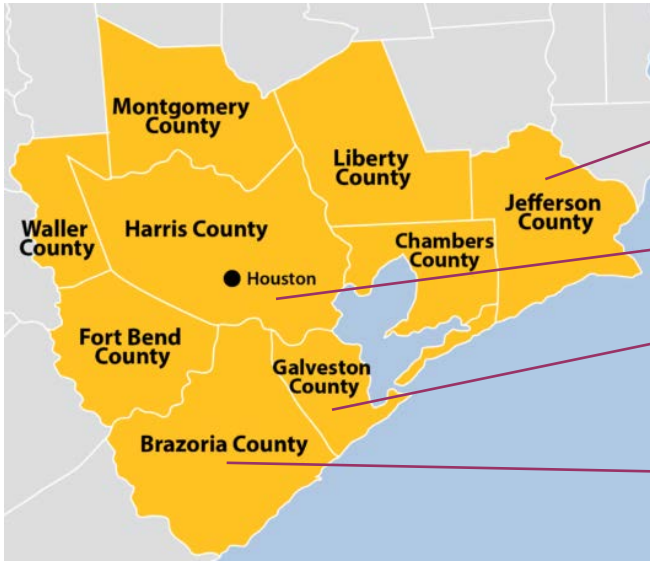 Montgomery
County
Liberty
County
Jefferson
County
Waller
County
Harris County
Chambers
County
Houston
Fort Bend
County
Galveston
County
Brazoria County